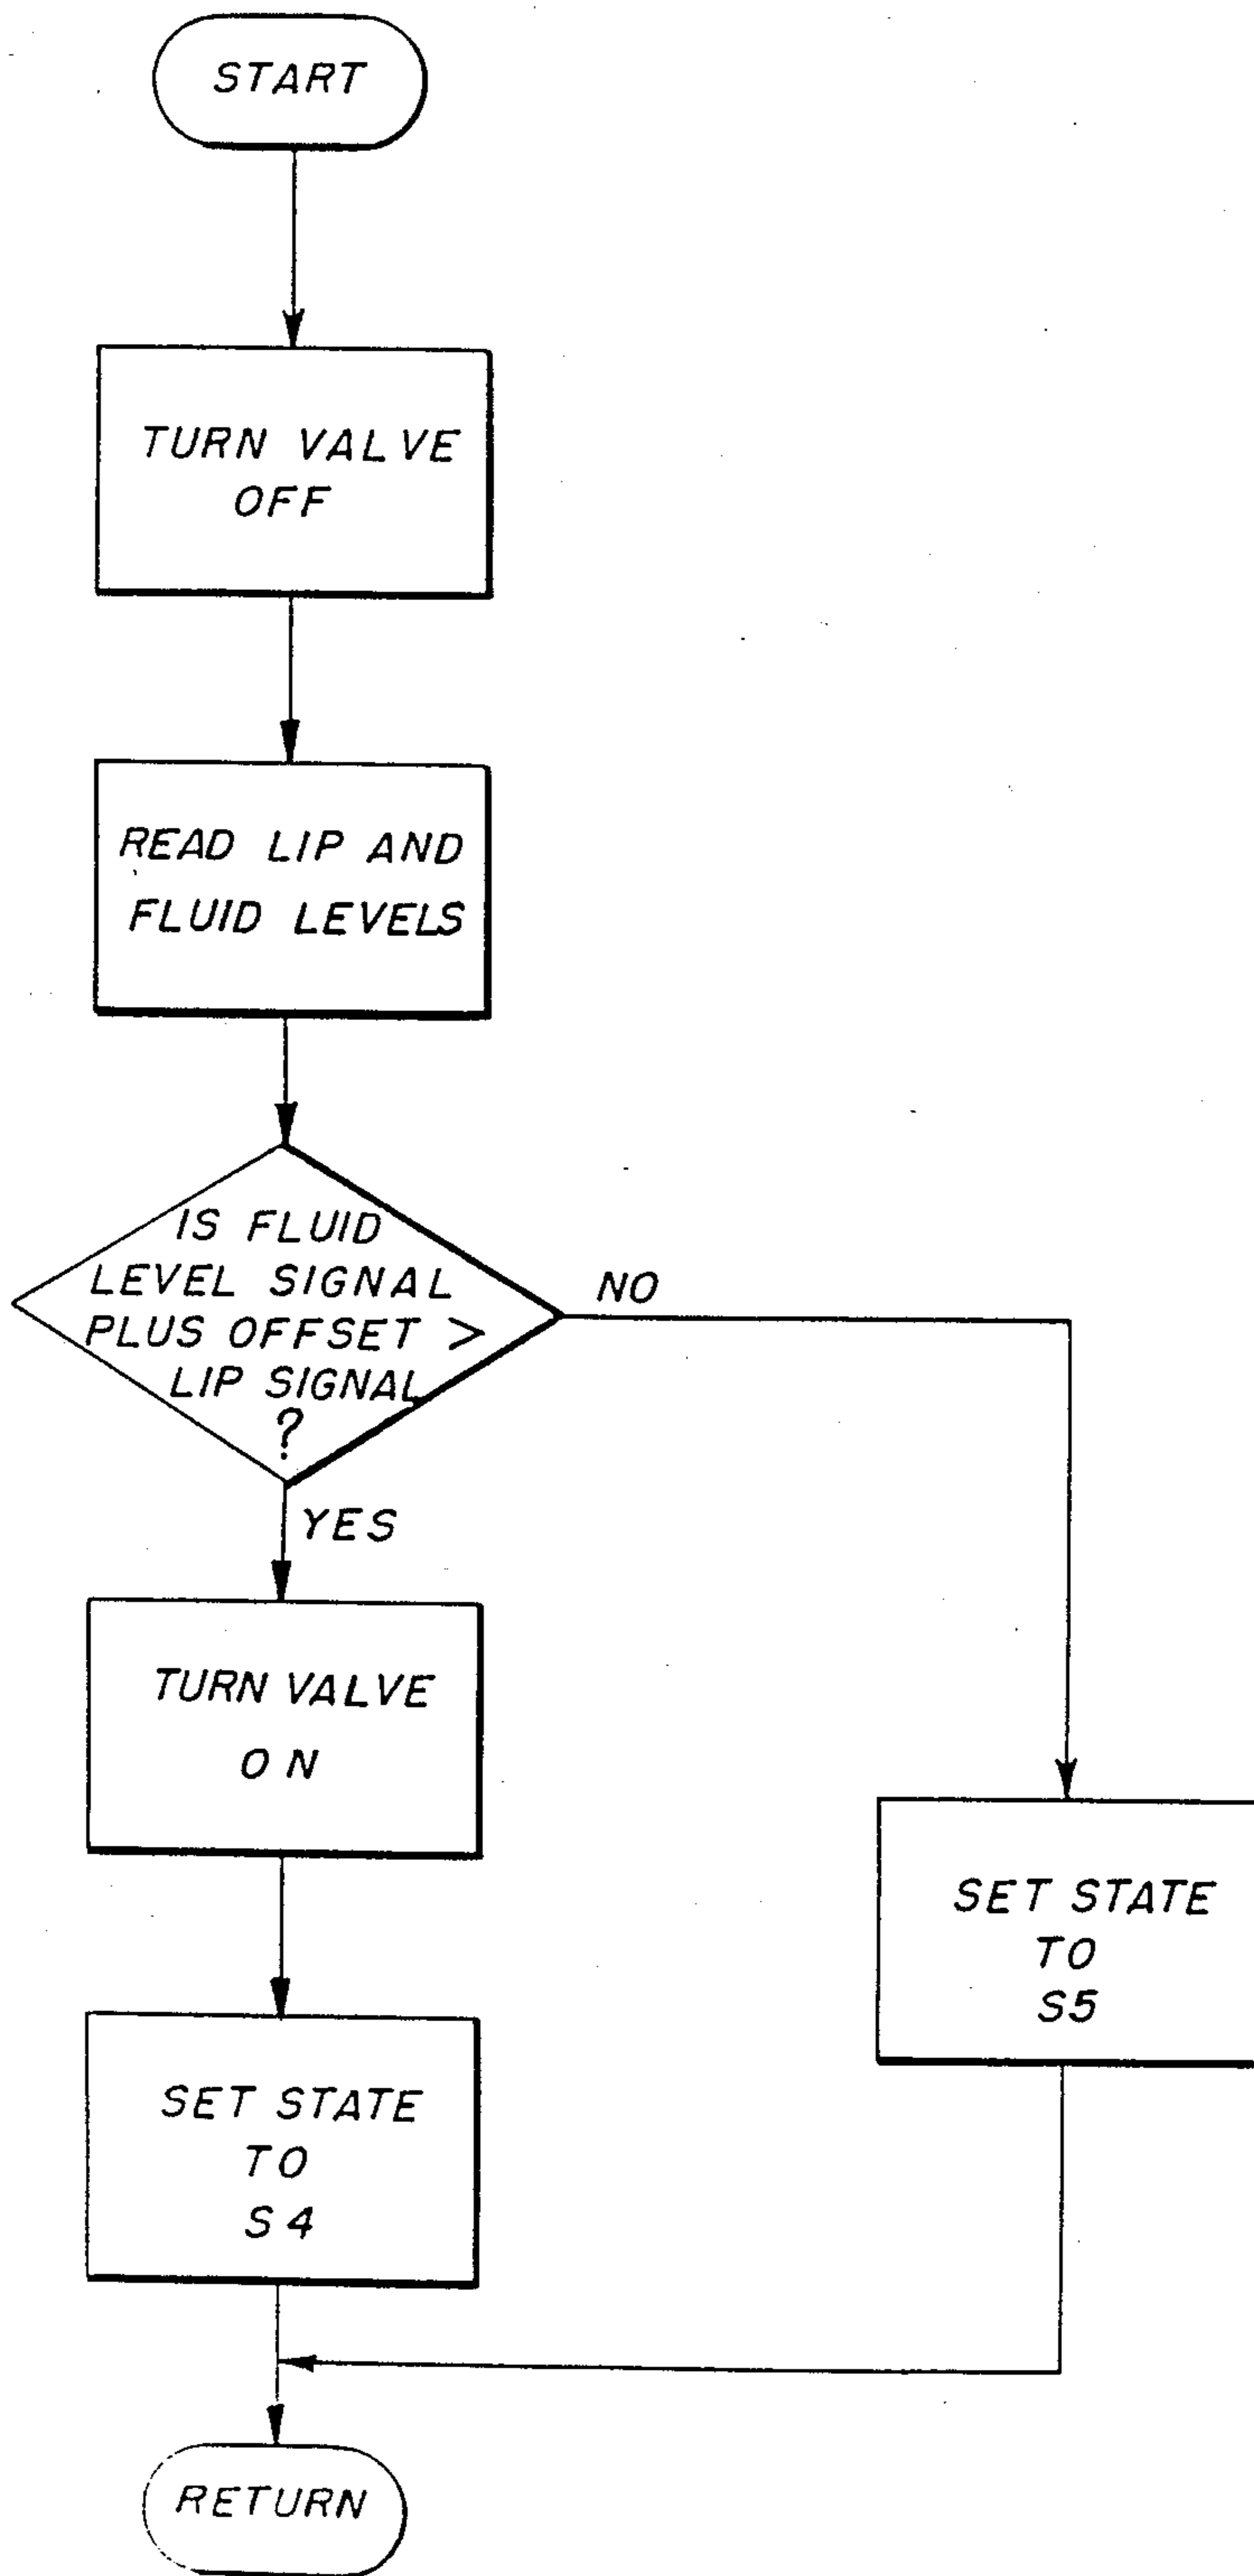 START
TURN VALVE
OFF
READ LIP AND
FLUID LEVELS
IS FLUID
LEVEL SIGNAL
PLUS OFFSET >
LIP SIGNAL
?
NO
YES
TURN VALVE
ON
SET STATE
TO
S5
SET STATE
TO
S4
RETURN